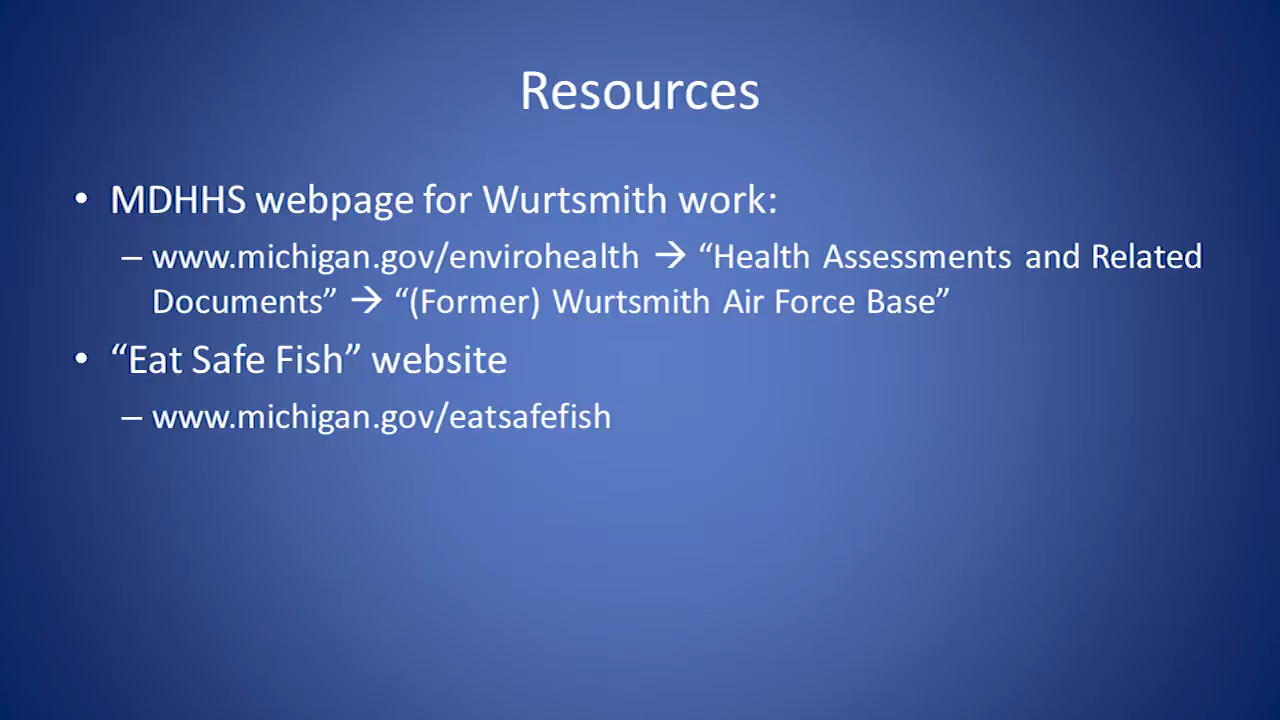 Resources
• MDHHS webpage for Wurtsmith work:
– www.michigan.gov/envirohealth → “Health Assessments and Related
Documents” → “(Former) Wurtsmith Air Force Base”
• “Eat Safe Fish” website
– www.michigan.gov/eatsafefish